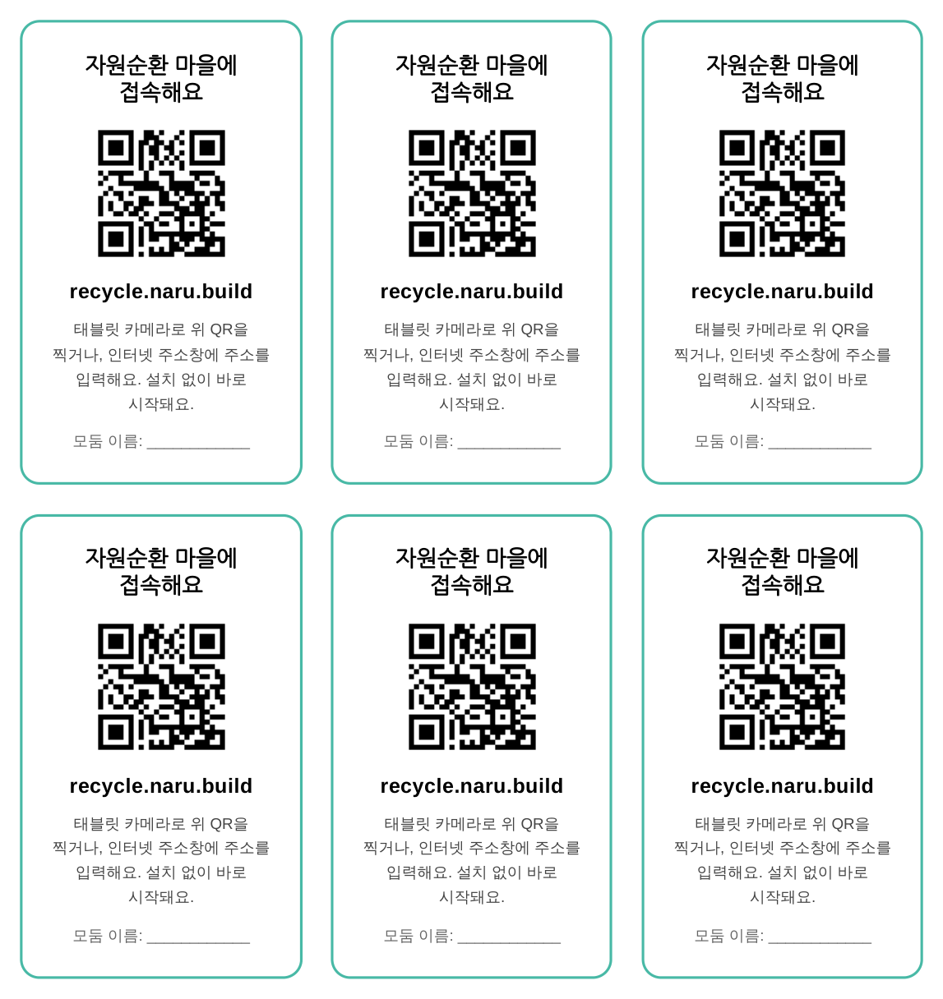 자원순환 마을에
접속해요
recycle.naru.build
태블릿 카메라로 위 QR을
찍거나, 인터넷 주소창에 주소를
입력해요. 설치 없이 바로
시작돼요.
모둠 이름: ____________
자원순환 마을에
접속해요
recycle.naru.build
태블릿 카메라로 위 QR을
찍거나, 인터넷 주소창에 주소를
입력해요. 설치 없이 바로
시작돼요.
모둠 이름: ____________
자원순환 마을에
접속해요
recycle.naru.build
태블릿 카메라로 위 QR을
찍거나, 인터넷 주소창에 주소를
입력해요. 설치 없이 바로
시작돼요.
모둠 이름: ____________
자원순환 마을에
접속해요
recycle.naru.build
태블릿 카메라로 위 QR을
찍거나, 인터넷 주소창에 주소를
입력해요. 설치 없이 바로
시작돼요.
모둠 이름: ____________
자원순환 마을에
접속해요
recycle.naru.build
태블릿 카메라로 위 QR을
찍거나, 인터넷 주소창에 주소를
입력해요. 설치 없이 바로
시작돼요.
모둠 이름: ____________
자원순환 마을에
접속해요
recycle.naru.build
태블릿 카메라로 위 QR을
찍거나, 인터넷 주소창에 주소를
입력해요. 설치 없이 바로
시작돼요.
모둠 이름: ____________